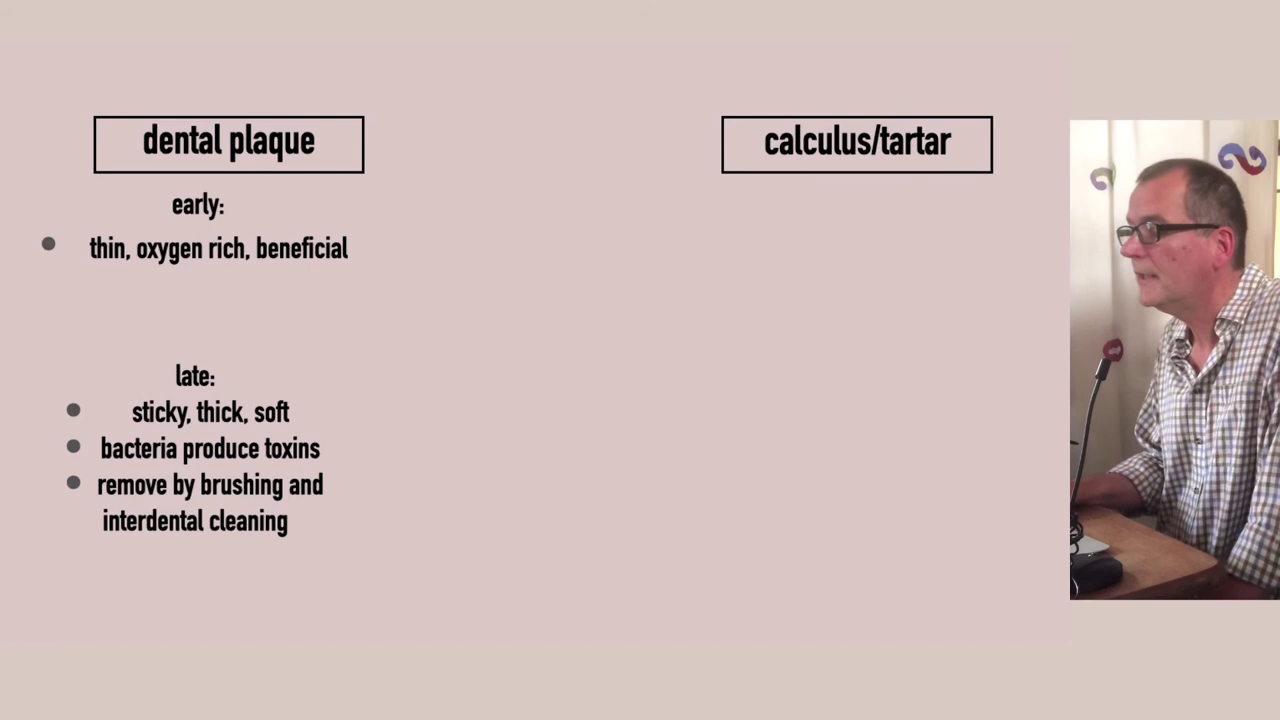 dental plaque
calculus/tartar
early:
thin, oxygen rich, beneficial
late:
sticky, thick, soft
bacteria produce toxins
remove by brushing and
interdental cleaning